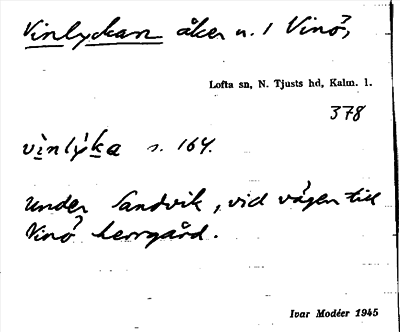 Vinlyckan åker n. 1 Vinö,
Lofta sn, N. Tjusts hd, Kalm. l.
378
vìnlỳka s. 164.
Under Sandvik, vid vägen till
Vinö herrgård.
Ivar Modéer 1945